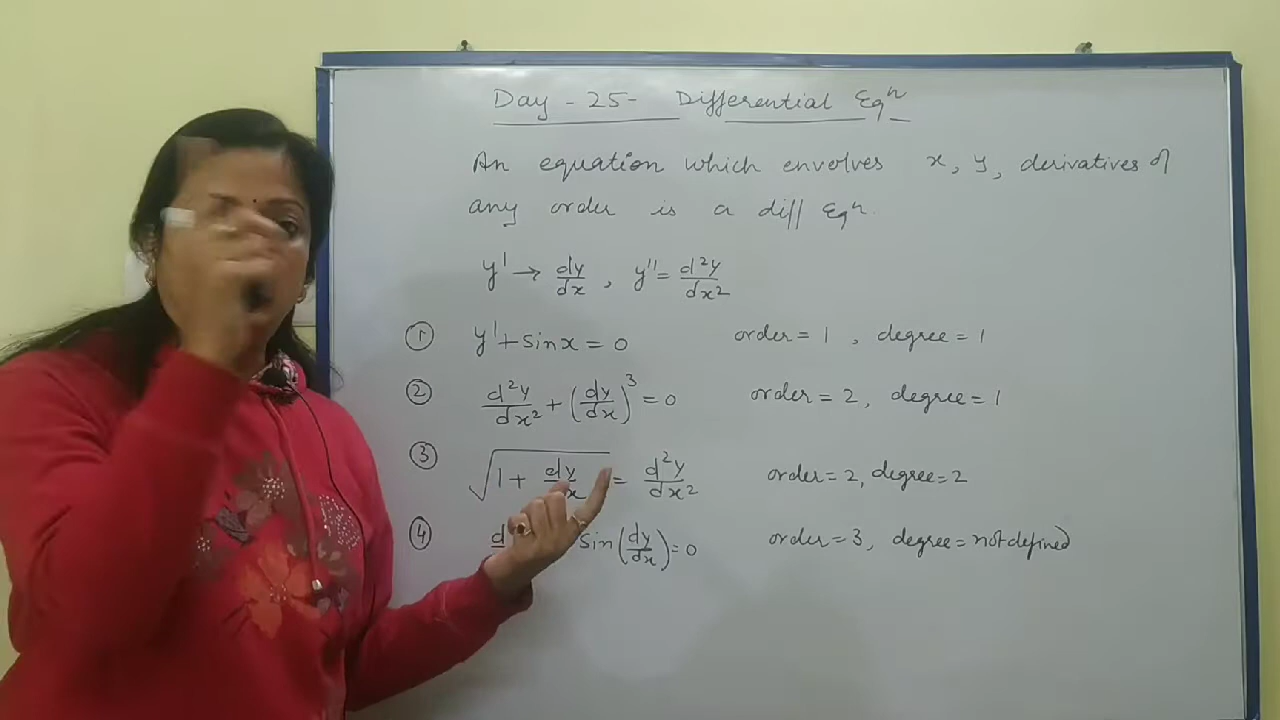 Day - 25- Differential Eqⁿ
An equation which envolves x, y, derivatives of
any order is a diff Eqⁿ.
y' → dy/dx , y'' = d²y/dx²
① y' + sinx = 0 order = 1 , degree = 1
② d²y/dx² + (dy/dx)³ = 0 order = 2, degree = 1
③ √(1 + dy/dx) = d²y/dx² order = 2, degree = 2
④ d sin(dy/dx) = 0 order = 3, degree = not defined